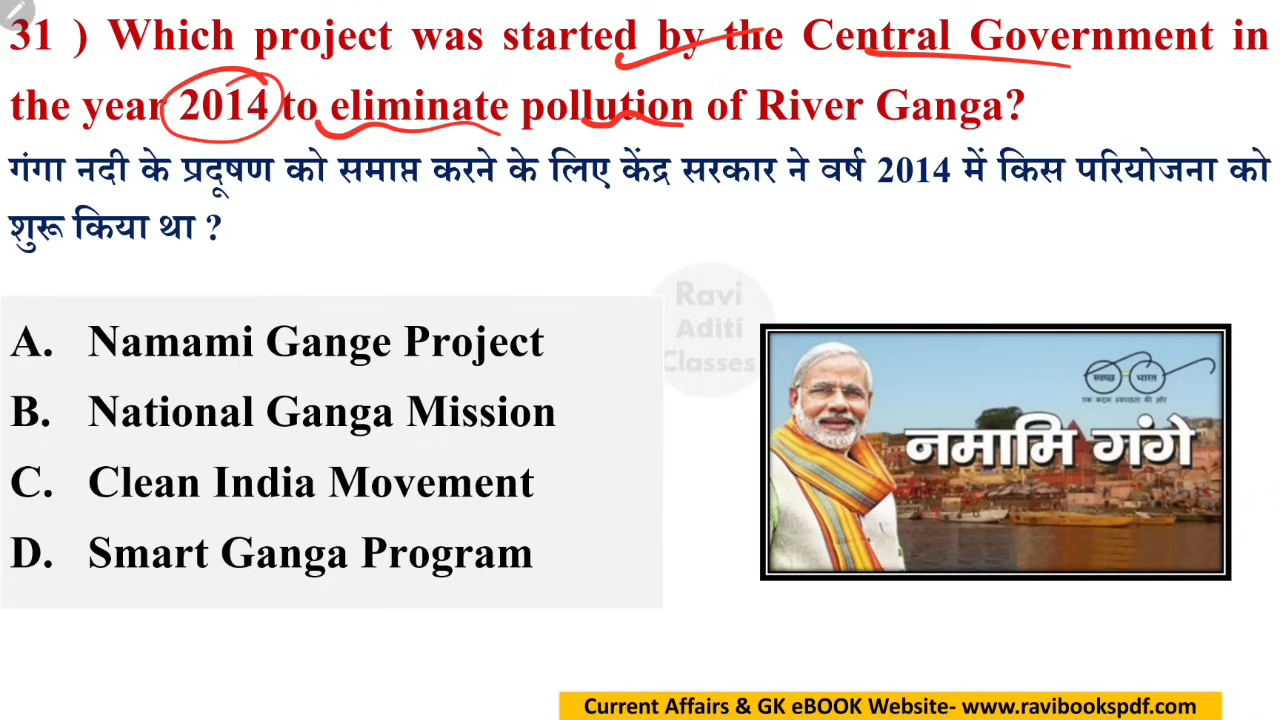 31 ) Which project was started by the Central Government in
the year 2014 to eliminate pollution of River Ganga?
गंगा नदी के प्रदूषण को समाप्त करने के लिए केंद्र सरकार ने वर्ष 2014 में किस परियोजना को
शुरू किया था ?
Ravi
Aditi
Classes
A. Namami Gange Project
B. National Ganga Mission
C. Clean India Movement
D. Smart Ganga Program
स्वच्छ भारत
एक कदम स्वच्छता की ओर
नमामि गंगे
Current Affairs & GK eBOOK Website- www.ravibookspdf.com